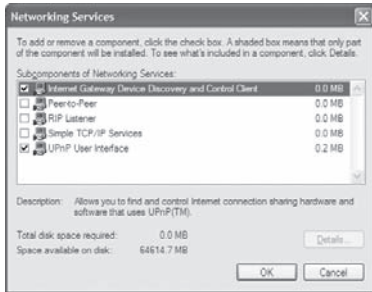 Networking Services
To add or remove a component, click the check box. A shaded box means that only part
of the component will be installed. To see what's included in a component, click Details.
Subcomponents of Networking Services:
Internet Gateway Device Discovery and Control Client 0.0 MB
Peer-to-Peer 0.0 MB
RIP Listener 0.0 MB
Simple TCP/IP Services 0.0 MB
UPnP User Interface 0.2 MB
Description: Allows you to find and control Internet connection sharing hardware and
software that uses UPnP(TM).
Total disk space required: 0.0 MB
Space available on disk: 64614.7 MB
Details...
OK Cancel